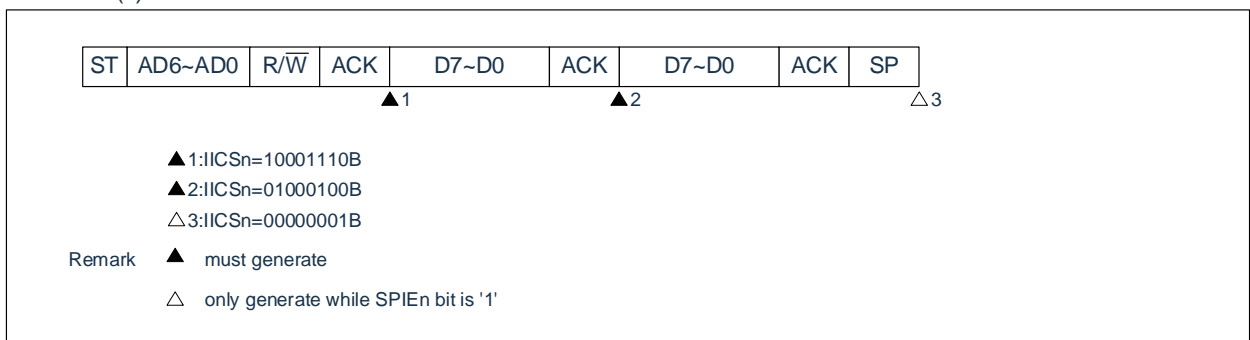 ST AD6~AD0 R/W̅ ACK D7~D0 ACK D7~D0 ACK SP
▲1 ▲2 △3
▲1:IICSn=10001110B
▲2:IICSn=01000100B
△3:IICSn=00000001B
Remark ▲ must generate
△ only generate while SPIEn bit is '1'